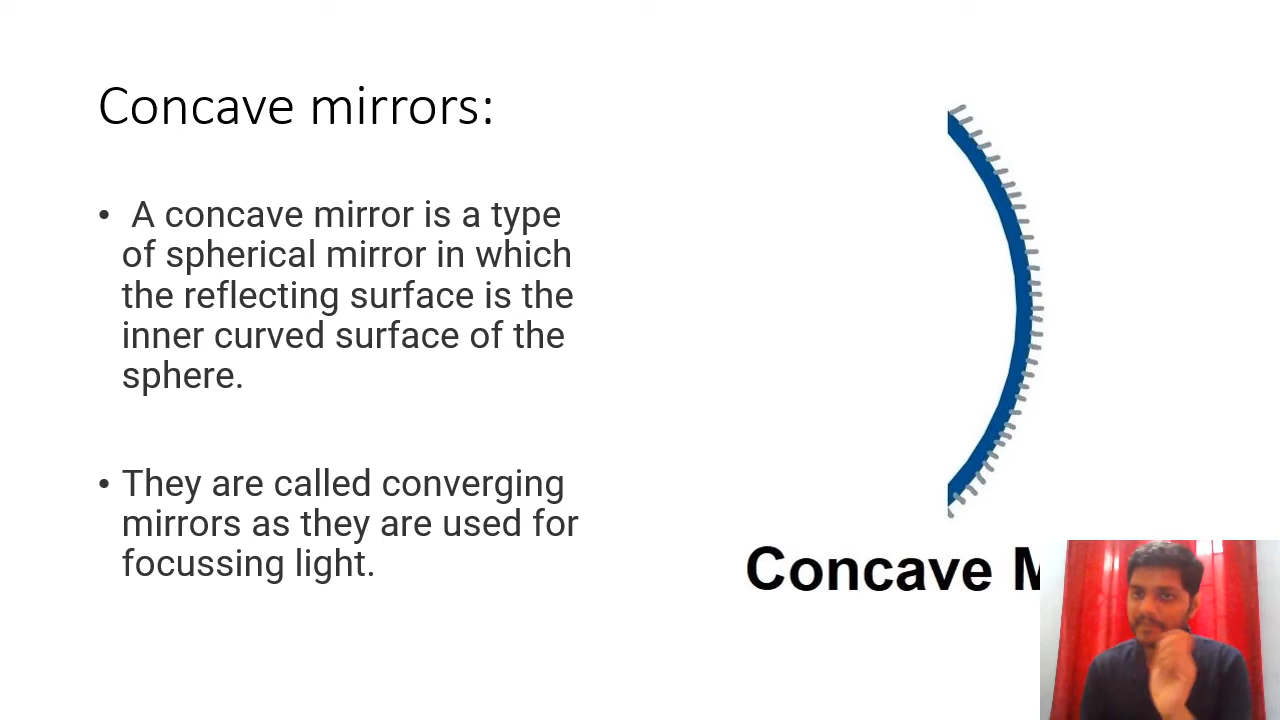 Concave mirrors:
• A concave mirror is a type
of spherical mirror in which
the reflecting surface is the
inner curved surface of the
sphere.
• They are called converging
mirrors as they are used for
focussing light.
Concave